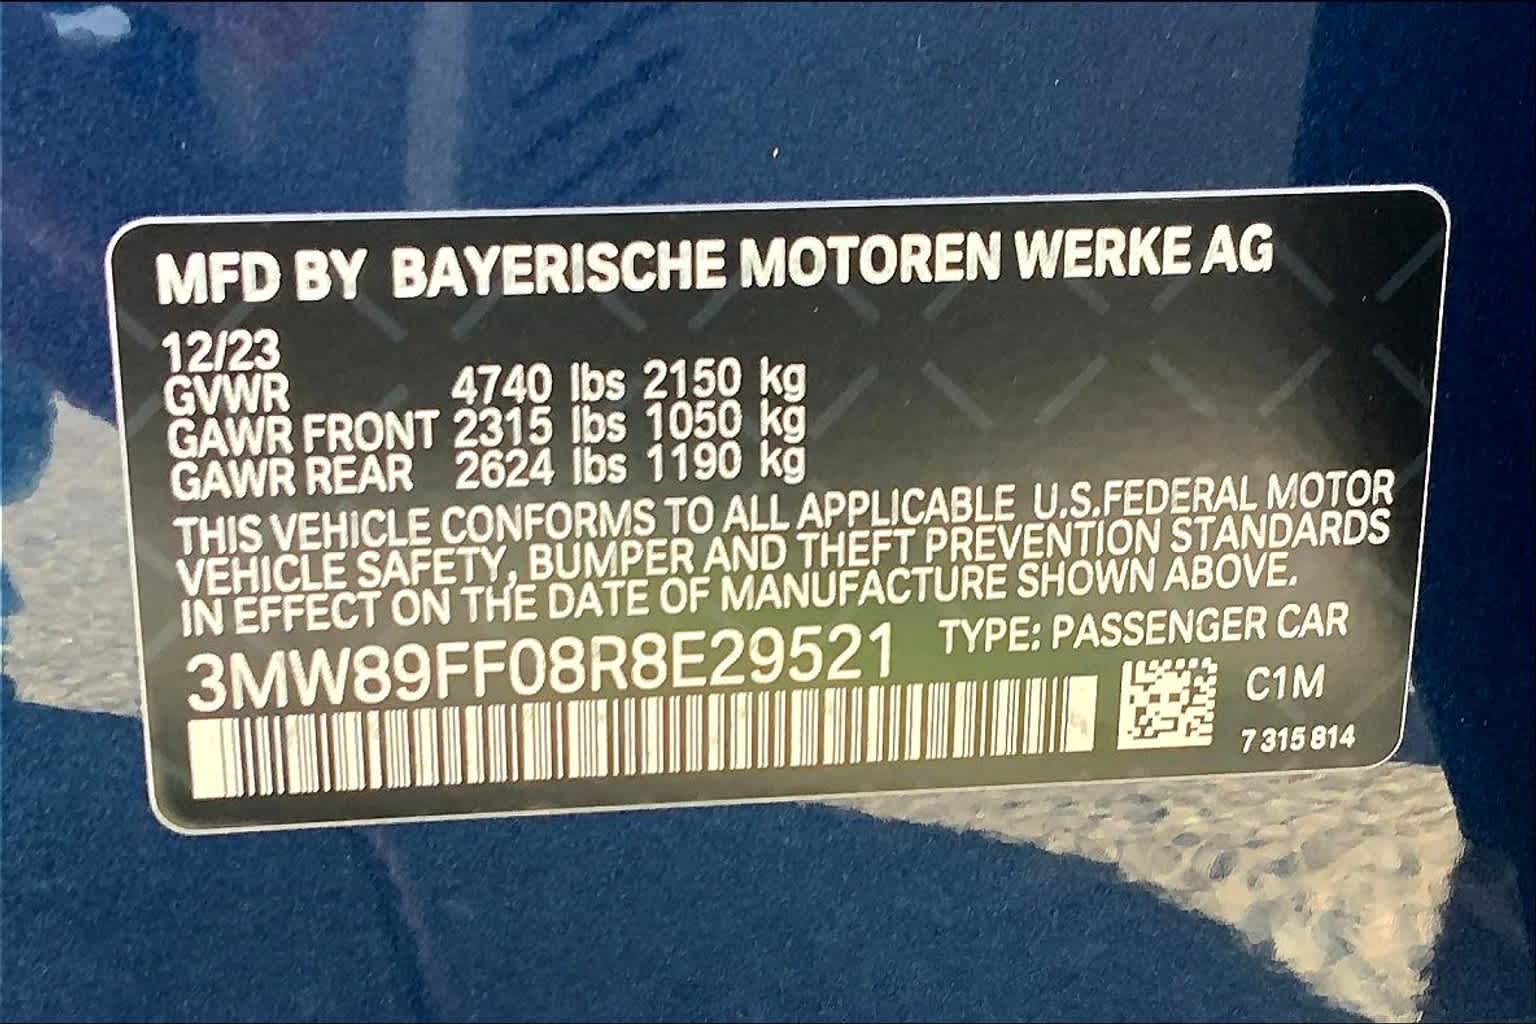 MFD BY BAYERISCHE MOTOREN WERKE AG
12/23
GVWR 4740 lbs 2150 kg
GAWR FRONT 2315 lbs 1050 kg
GAWR REAR 2624 lbs 1190 kg
THIS VEHICLE CONFORMS TO ALL APPLICABLE U.S.FEDERAL MOTOR
VEHICLE SAFETY, BUMPER AND THEFT PREVENTION STANDARDS
IN EFFECT ON THE DATE OF MANUFACTURE SHOWN ABOVE.
3MW89FF08R8E29521 TYPE: PASSENGER CAR
C1M
7 315 814